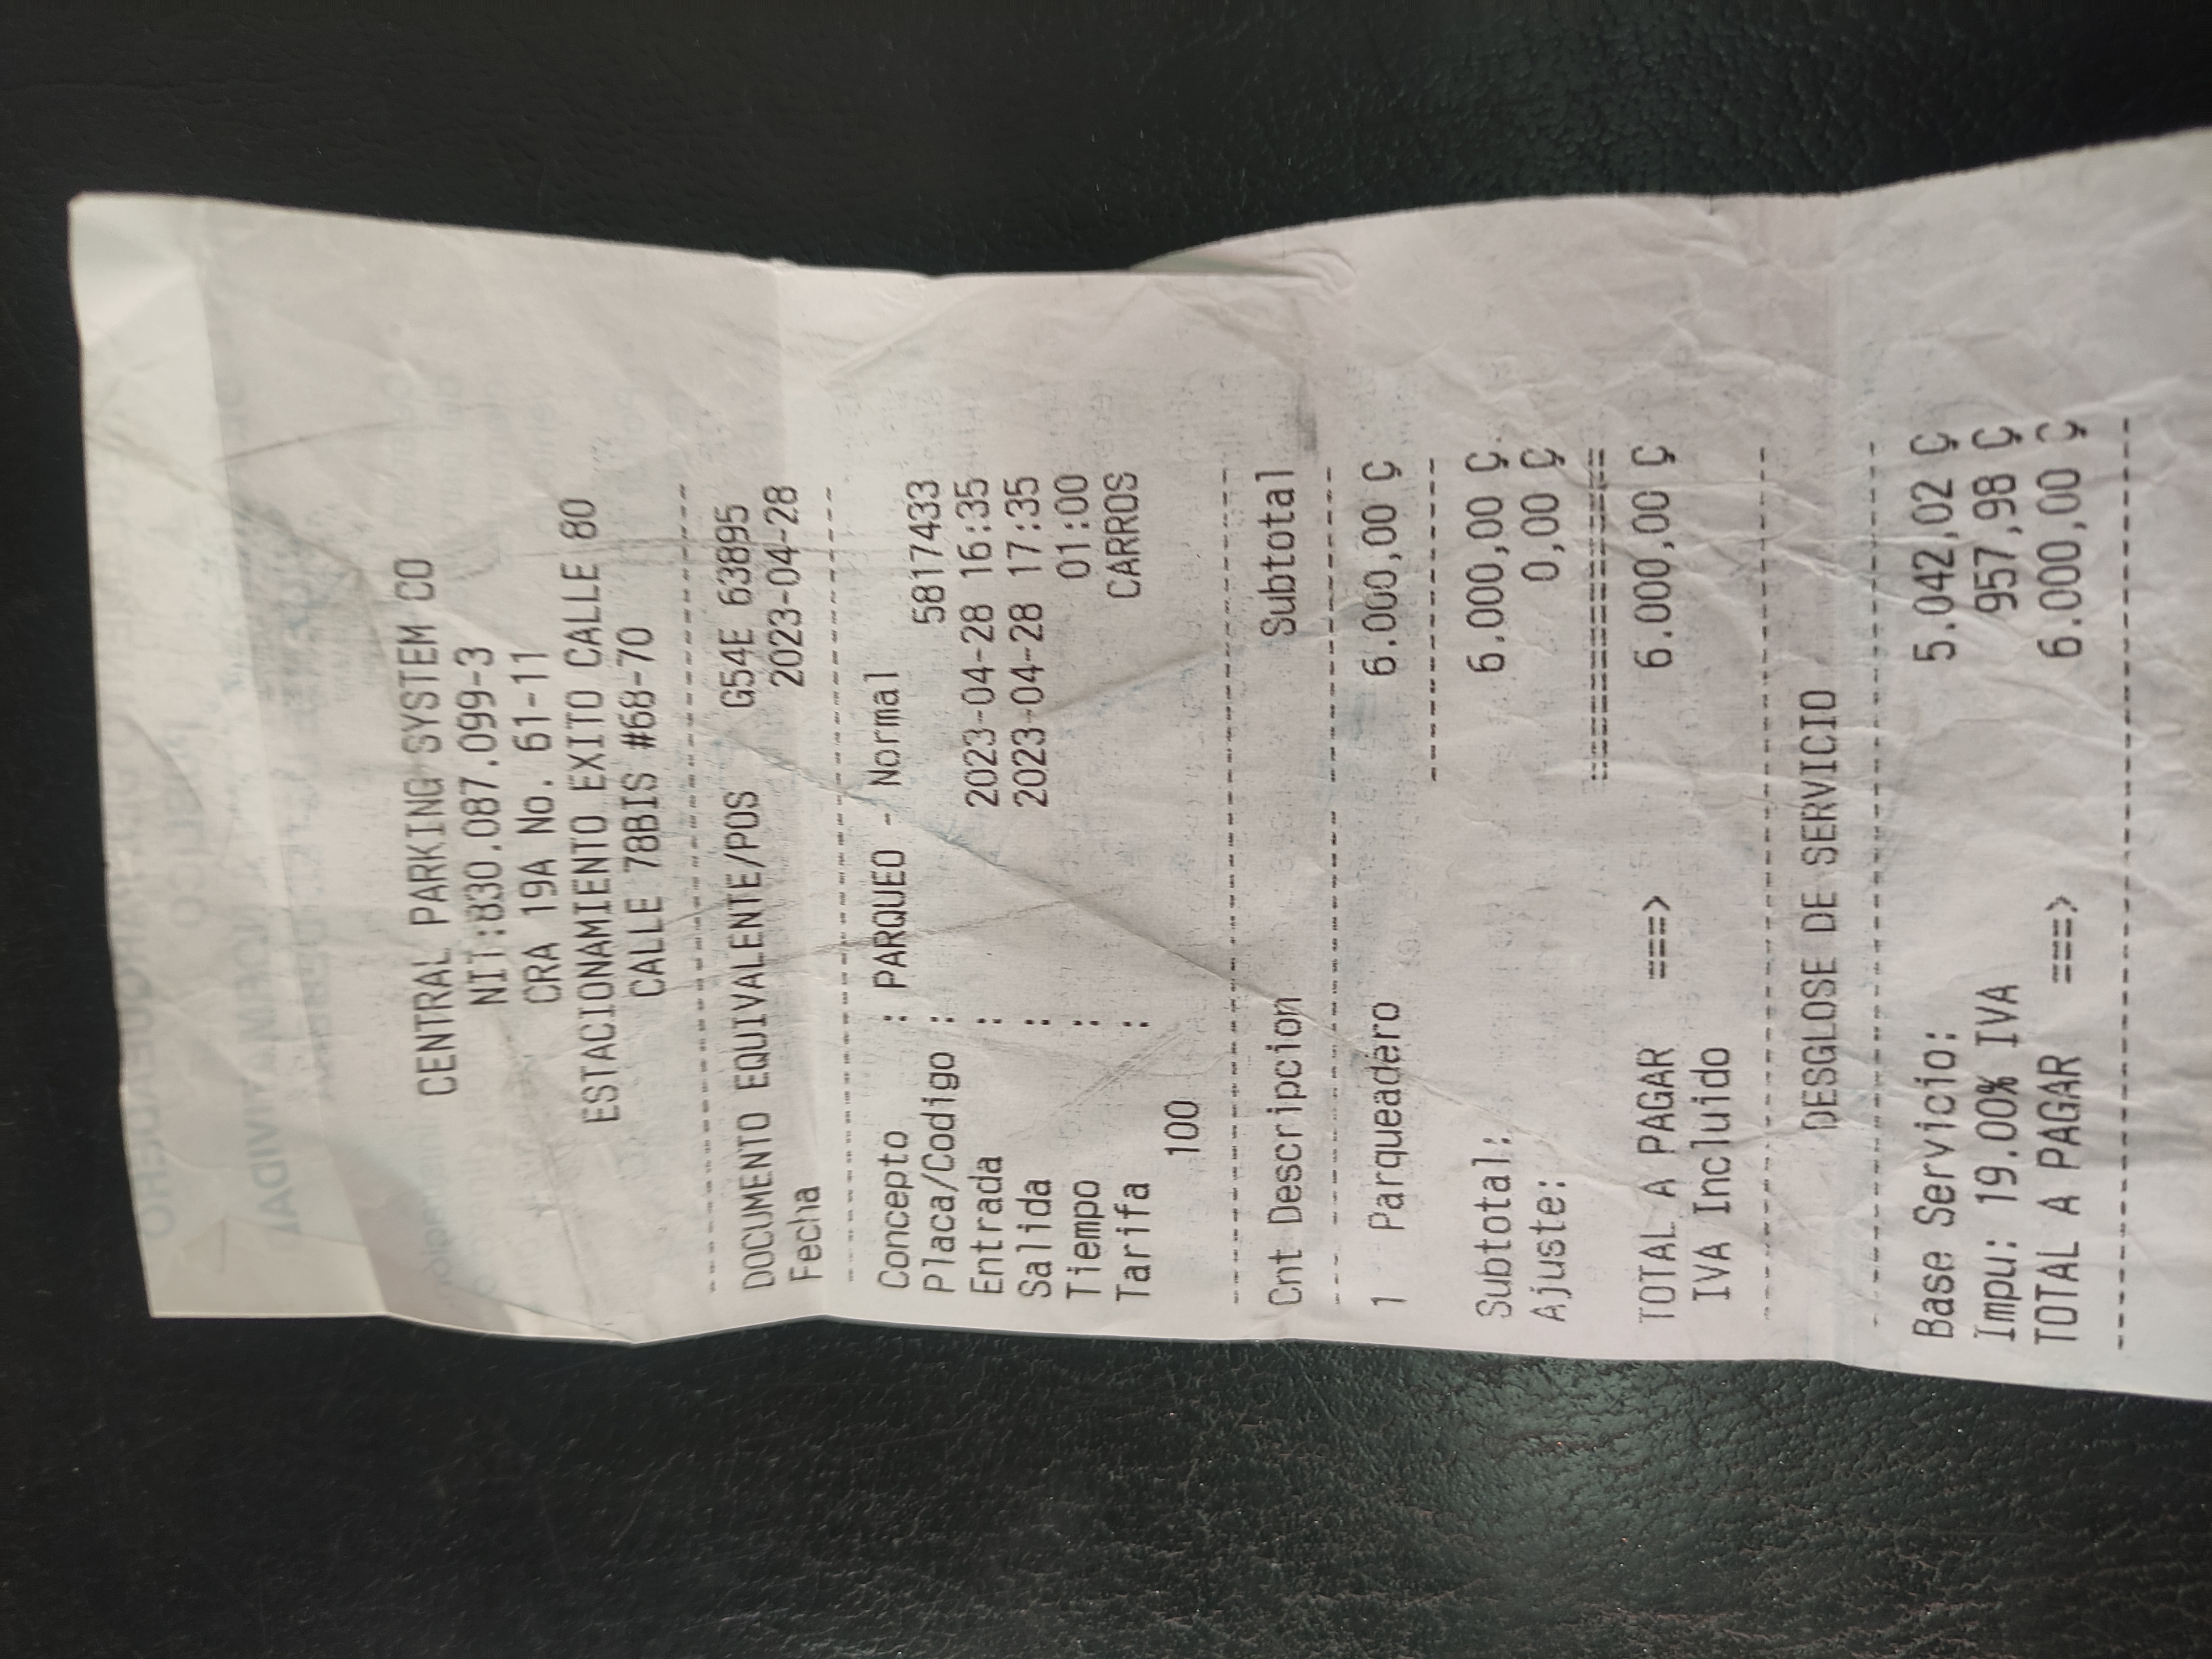 CENTRAL PARKING SYSTEM CO
NIT:830.087.099-3
CRA 19A No. 61-11
ESTACIONAMIENTO EXITO CALLE 80
CALLE 78BIS #68-70
--------------------------------
DOCUMENTO EQUIVALENTE/POS G54E 63895
Fecha 2023-04-28
--------------------------------
Concepto : PARQUEO - Normal
Placa/Codigo : 5817433
Entrada : 2023-04-28 16:35
Salida : 2023-04-28 17:35
Tiempo : 01:00
Tarifa : CARROS
100
--------------------------------
Cnt Descripcion Subtotal
--------------------------------
1 Parqueadero 6.000,00 Ç
--------------
Subtotal: 6.000,00 Ç
Ajuste: 0,00 Ç
==============
TOTAL A PAGAR ===> 6.000,00 Ç
IVA Incluido
--------------------------------
DESGLOSE DE SERVICIO
--------------------------------
Base Servicio: 5.042,02 Ç
Impu: 19.00% IVA 957,98 Ç
TOTAL A PAGAR ===> 6.000,00 Ç
--------------------------------